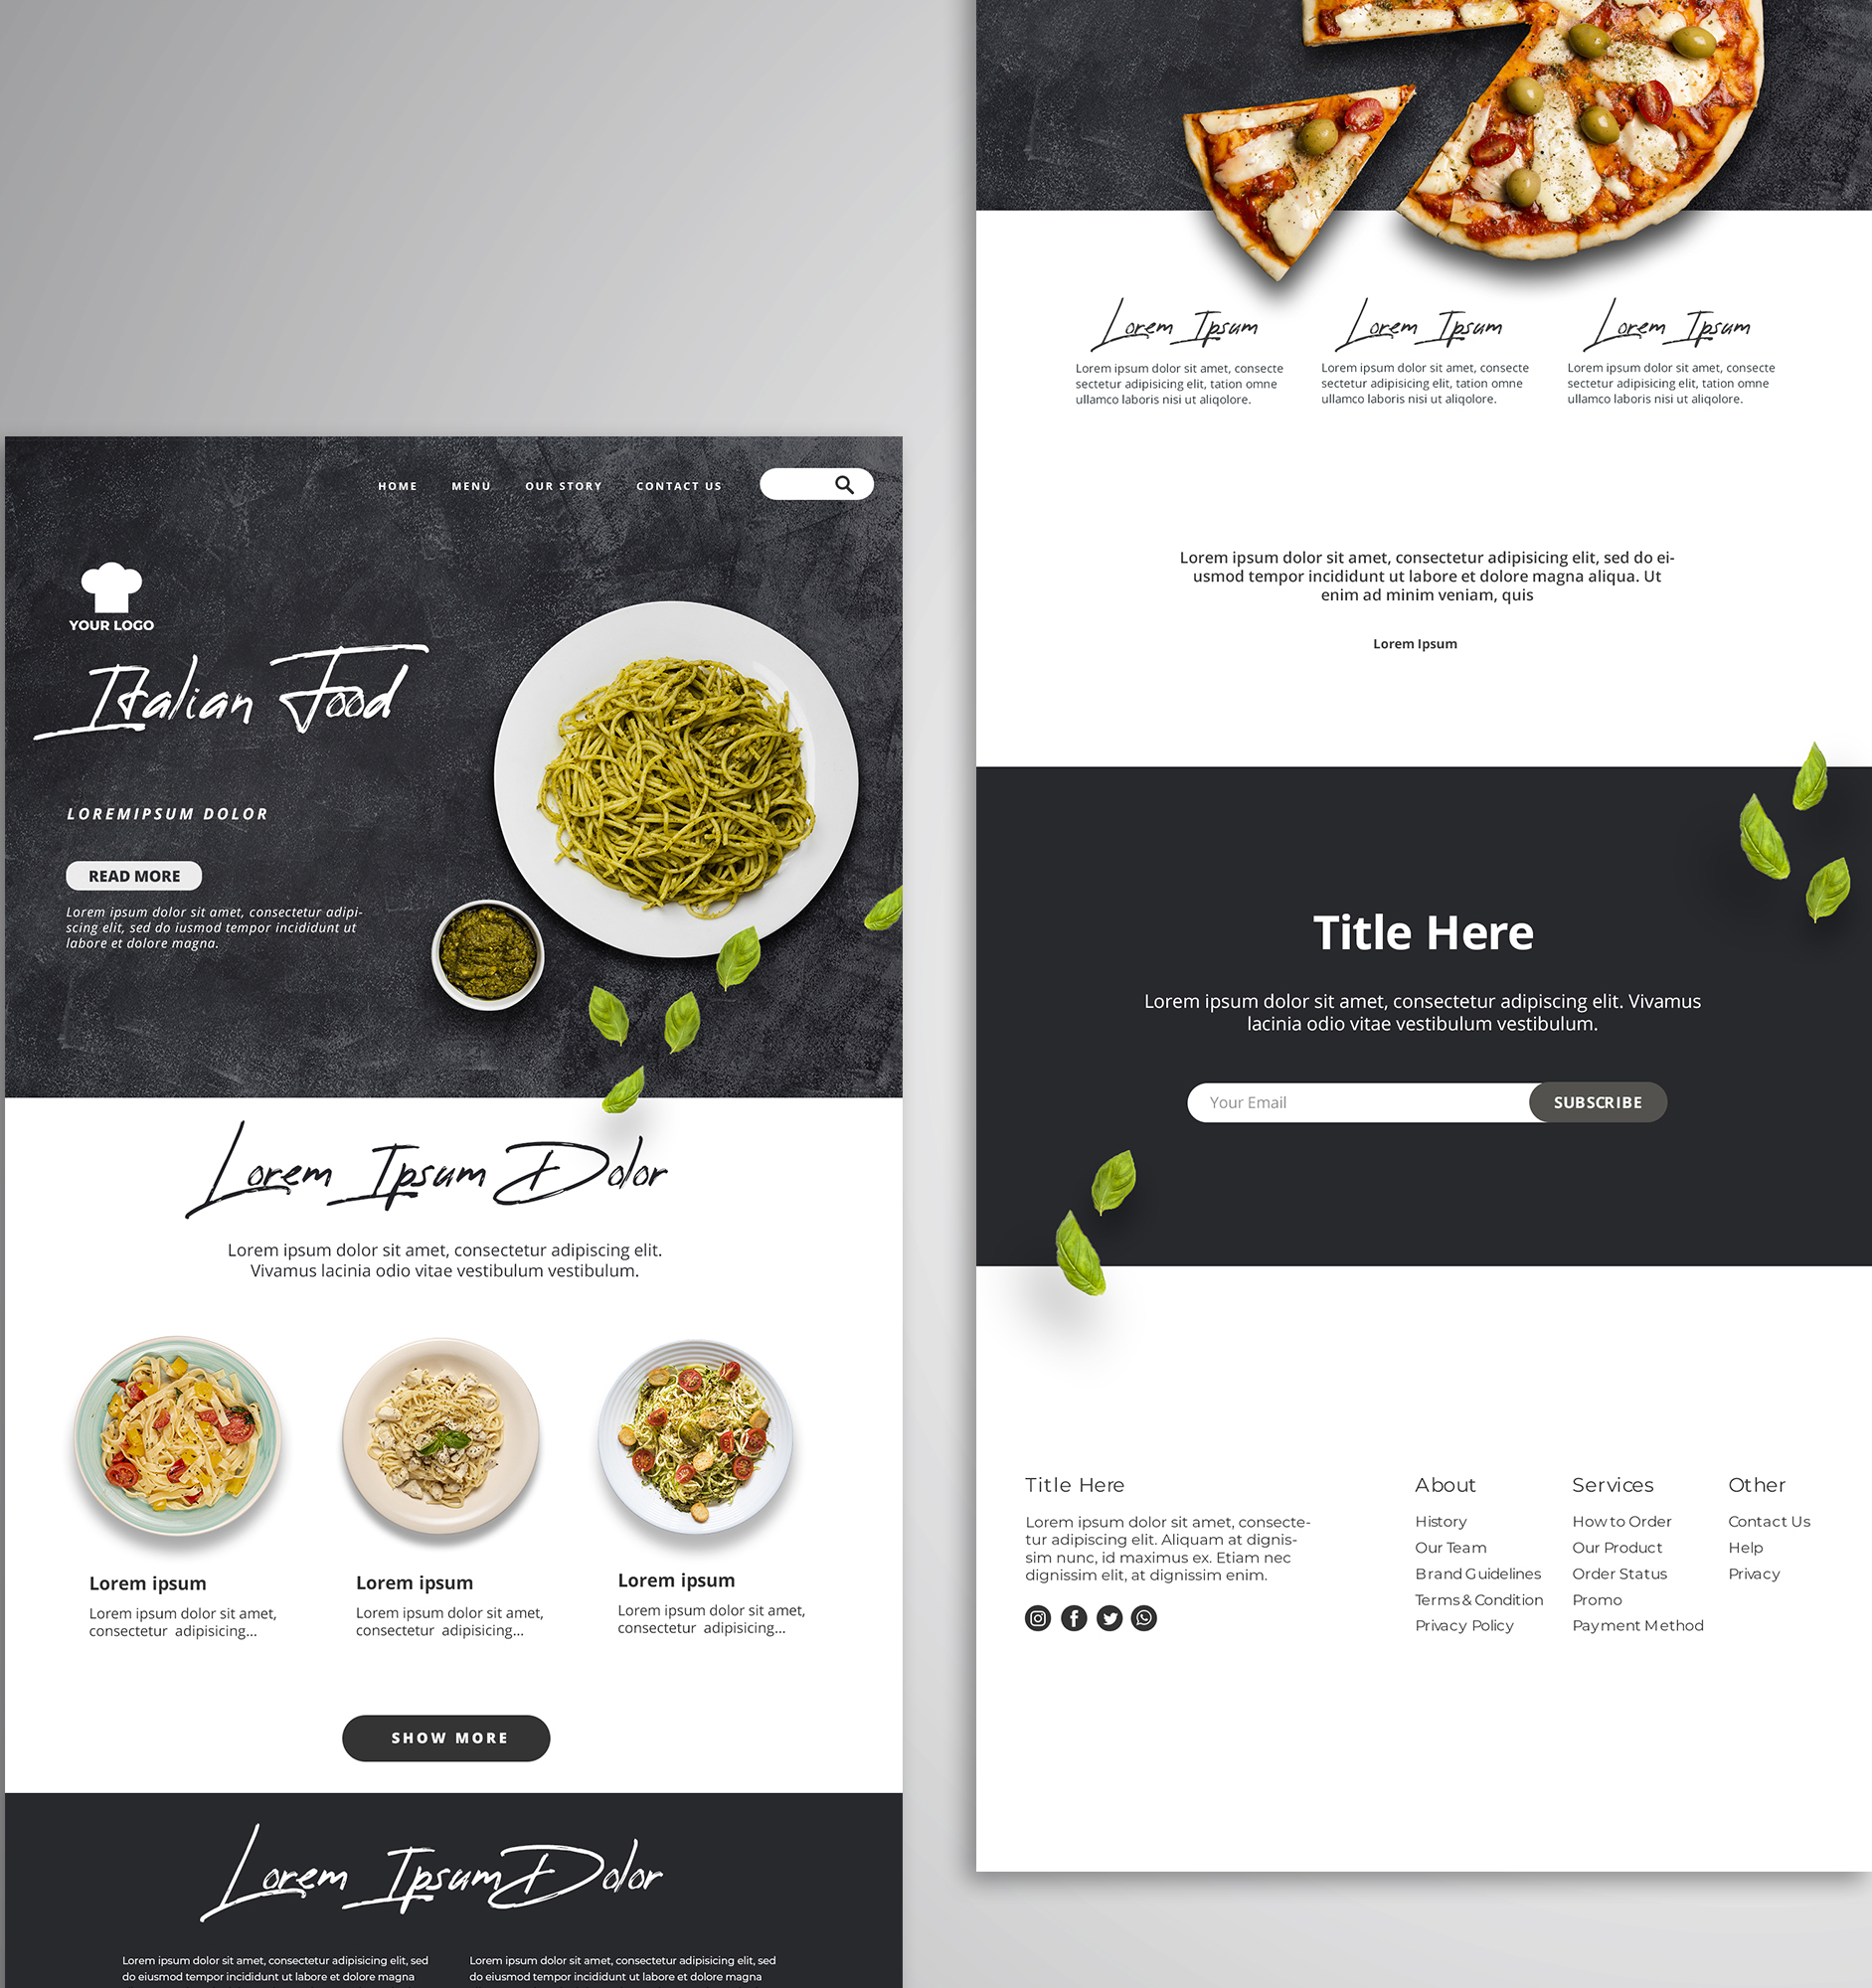 HOME MENU OUR STORY CONTACT US
YOUR LOGO
Italian Food
LOREMIPSUM DOLOR
READ MORE
Lorem ipsum dolor sit amet, consectetur adipi-
scing elit, sed do iusmod tempor incididunt ut
labore et dolore magna.
Lorem Ipsum Dolor
Lorem ipsum dolor sit amet, consectetur adipiscing elit.
Vivamus lacinia odio vitae vestibulum vestibulum.
Lorem ipsum
Lorem ipsum dolor sit amet,
consectetur adipisicing...
Lorem ipsum
Lorem ipsum dolor sit amet,
consectetur adipisicing...
Lorem ipsum
Lorem ipsum dolor sit amet,
consectetur adipisicing...
SHOW MORE
Lorem Ipsum Dolor
Lorem ipsum dolor sit amet, consectetur adipisicing elit, sed
do eiusmod tempor incididunt ut labore et dolore magna
Lorem ipsum dolor sit amet, consectetur adipisicing elit, sed
do eiusmod tempor incididunt ut labore et dolore magna
Lorem Ipsum
Lorem ipsum dolor sit amet, consecte
sectetur adipisicing elit, tation omne
ullamco laboris nisi ut aliqolore.
Lorem Ipsum
Lorem ipsum dolor sit amet, consecte
sectetur adipisicing elit, tation omne
ullamco laboris nisi ut aliqolore.
Lorem Ipsum
Lorem ipsum dolor sit amet, consecte
sectetur adipisicing elit, tation omne
ullamco laboris nisi ut aliqolore.
Lorem ipsum dolor sit amet, consectetur adipisicing elit, sed do ei-
usmod tempor incididunt ut labore et dolore magna aliqua. Ut
enim ad minim veniam, quis
Lorem Ipsum
Title Here
Lorem ipsum dolor sit amet, consectetur adipiscing elit. Vivamus
lacinia odio vitae vestibulum vestibulum.
Your Email
SUBSCRIBE
Title Here
Lorem ipsum dolor sit amet, consecte-
tur adipiscing elit. Aliquam at dignis-
sim nunc, id maximus ex. Etiam nec
dignissim elit, at dignissim enim.
About
History
Our Team
Brand Guidelines
Terms & Condition
Privacy Policy
Services
How to Order
Our Product
Order Status
Promo
Payment Method
Other
Contact Us
Help
Privacy